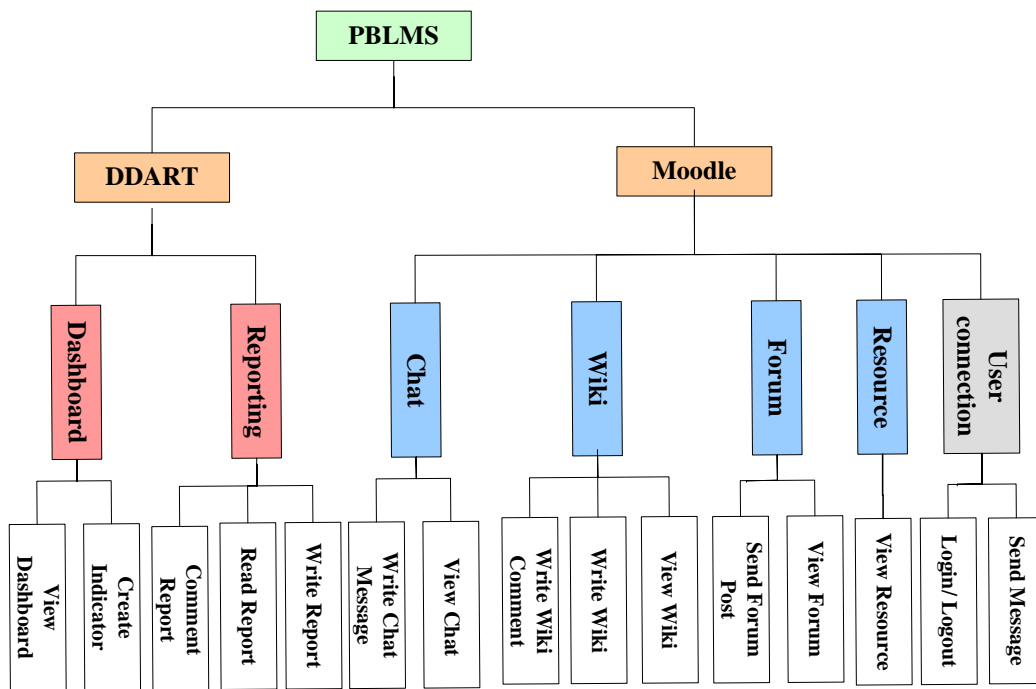 PBLMS
DDART
Moodle
Dashboard
Reporting
Chat
Wiki
Forum
Resource
User
connection
View
Dashboard
Create
Indicator
Comment
Report
Read Report
Write Report
Write Chat
Message
View Chat
Write Wiki
Comment
Write Wiki
View Wiki
Send Forum
Post
View Forum
View Resource
Login/ Logout
Send Message